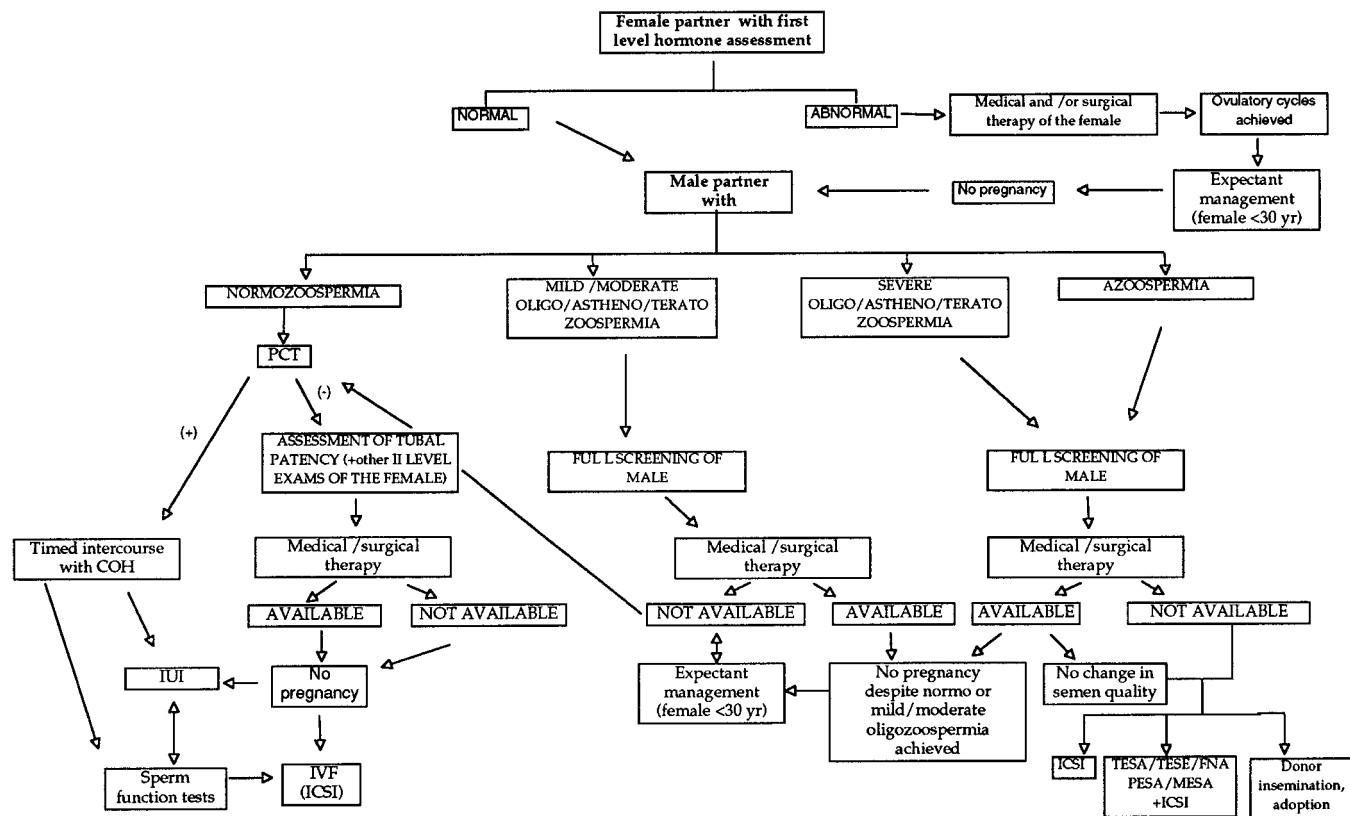 Female partner with first
level hormone assessment
NORMAL
ABNORMAL
Medical and /or surgical
therapy of the female
Ovulatory cycles
achieved
Male partner
with
No pregnancy
Expectant
management
(female <30 yr)
NORMOZOOSPERMIA
MILD /MODERATE
OLIGO/ASTHENO/TERATO
ZOOSPERMIA
SEVERE
OLIGO/ASTHENO/TERATO
ZOOSPERMIA
AZOOSPERMIA
PCT
(-)
(+)
ASSESSMENT OF TUBAL
PATENCY (+other II LEVEL
EXAMS OF THE FEMALE)
FUL L SCREENING OF
MALE
FUL L SCREENING OF
MALE
Timed intercourse
with COH
Medical /surgical
therapy
Medical /surgical
therapy
Medical /surgical
therapy
AVAILABLE
NOT AVAILABLE
NOT AVAILABLE
AVAILABLE
AVAILABLE
NOT AVAILABLE
IUI
No
pregnancy
Expectant
management
(female <30 yr)
No pregnancy
despite normo or
mild/moderate
oligozoospermia
achieved
No change in
semen quality
Sperm
function tests
IVF
(ICSI)
ICSI
TESA/TESE/FNA
PESA/MESA
+ICSI
Donor
insemination,
adoption